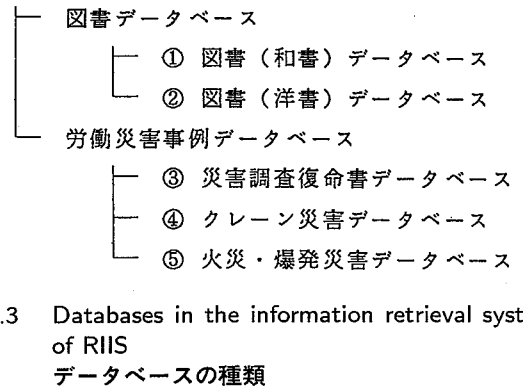 図書データベース
① 図書（和書）データベース
② 図書（洋書）データベース
労働災害事例データベース
③ 災害調査復命書データベース
④ クレーン災害データベース
⑤ 火災・爆発災害データベース
.3 Databases in the information retrieval syst
of RIIS
データベースの種類